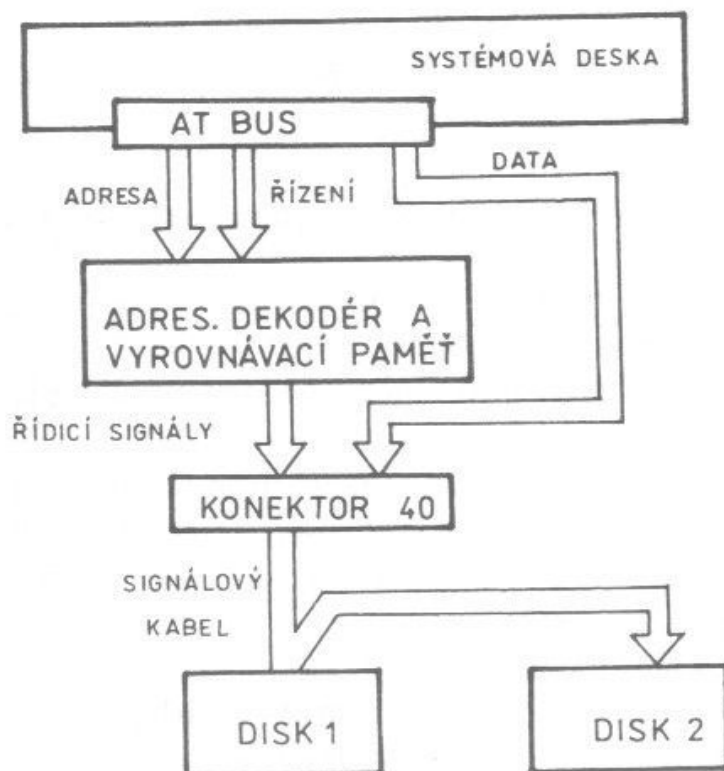 SYSTÉMOVÁ DESKA
AT BUS
ADRESA
ŘÍZENÍ
DATA
ADRES. DEKODÉR A
VYROVNÁVACÍ PAMĚŤ
ŘÍDICÍ SIGNÁLY
KONEKTOR 40
SIGNÁLOVÝ
KABEL
DISK 1
DISK 2